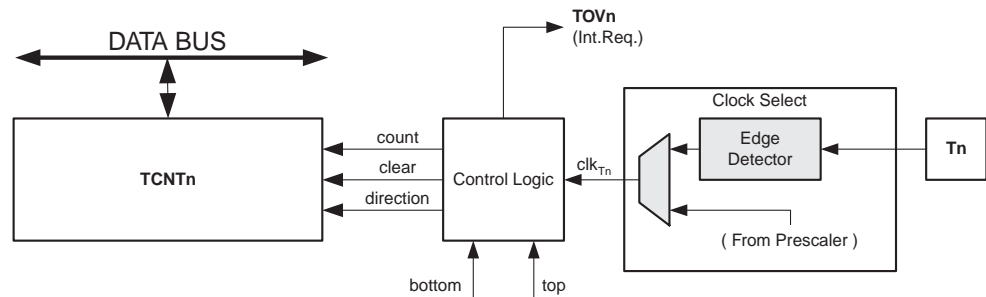 TOVn
(Int.Req.)
DATA BUS
Clock Select
count
Edge
Detector
Tn
TCNTn
clear
Control Logic
clkTn
direction
( From Prescaler )
bottom
top